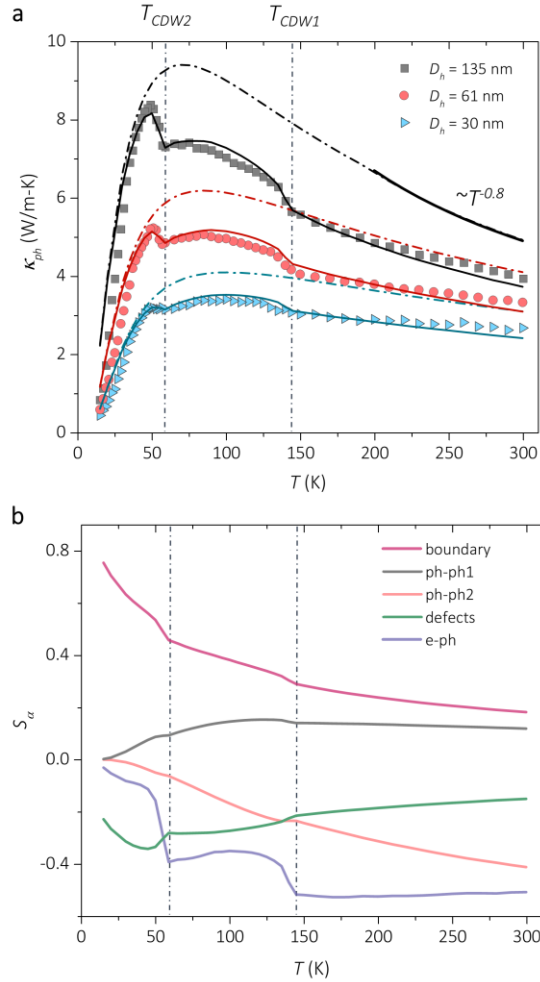 a
T_CDW2 T_CDW1
10
8
6
4
2
0
κ_ph (W/m-K)
D_h = 135 nm
D_h = 61 nm
D_h = 30 nm
~T^-0.8
0 50 100 150 200 250 300
T (K)
b
0.8
0.4
0.0
-0.4
S_α
boundary
ph-ph1
ph-ph2
defects
e-ph
0 50 100 150 200 250 300
T (K)